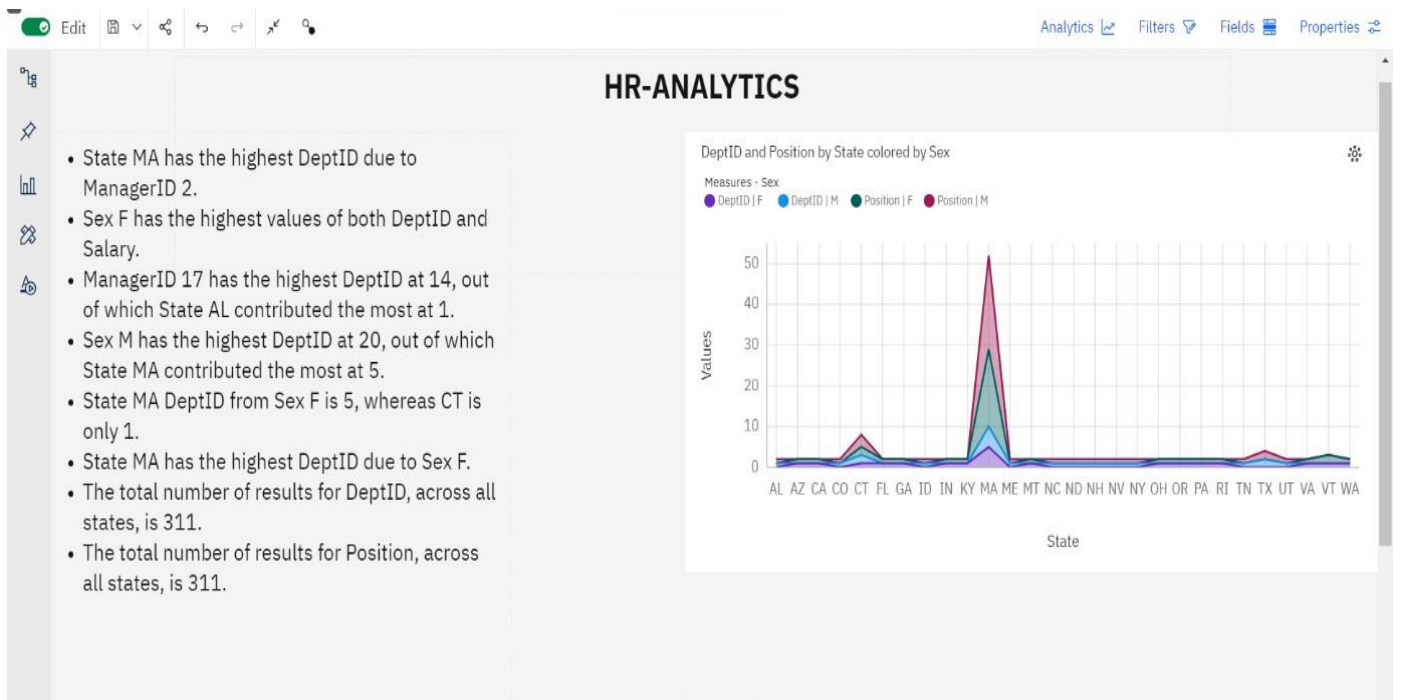 Edit
Analytics
Filters
Fields
Properties
HR-ANALYTICS
• State MA has the highest DeptID due to
ManagerID 2.
• Sex F has the highest values of both DeptID and
Salary.
• ManagerID 17 has the highest DeptID at 14, out
of which State AL contributed the most at 1.
• Sex M has the highest DeptID at 20, out of which
State MA contributed the most at 5.
• State MA DeptID from Sex F is 5, whereas CT is
only 1.
• State MA has the highest DeptID due to Sex F.
• The total number of results for DeptID, across all
states, is 311.
• The total number of results for Position, across
all states, is 311.
DeptID and Position by State colored by Sex
Measures - Sex
DeptID | F DeptID | M Position | F Position | M
Values
50
40
30
20
10
0
AL AZ CA CO CT FL GA ID IN KY MA ME MT NC ND NH NV NY OH OR PA RI TN TX UT VA VT WA
State